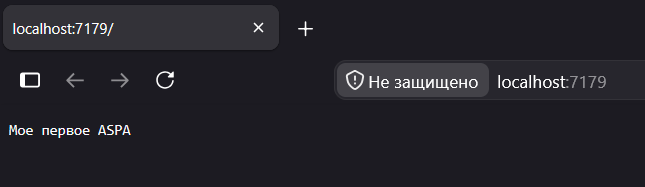 localhost:7179/
Не защищено localhost:7179
Мое первое ASPA